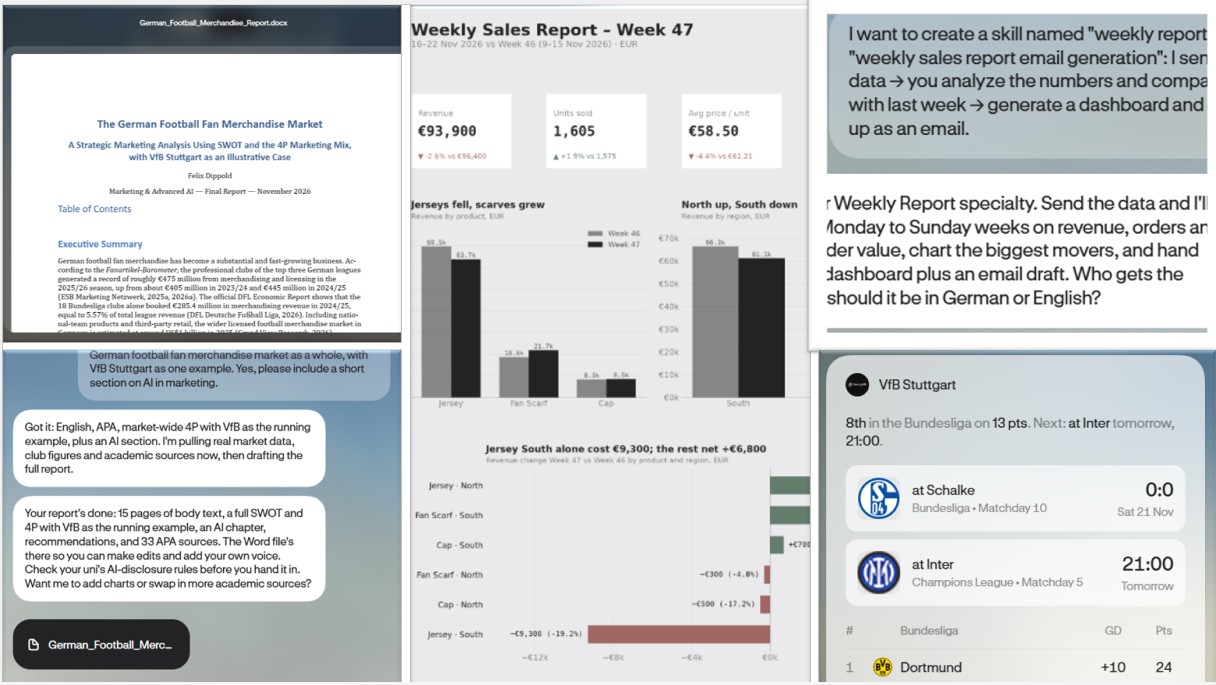 German_Football_Merchandise_Report.docx
The German Football Fan Merchandise Market
A Strategic Marketing Analysis Using SWOT and the 4P Marketing Mix,
with VfB Stuttgart as an Illustrative Case
Felix Dippold
Marketing & Advanced AI — Final Report — November 2026
Table of Contents
Executive Summary
German football fan merchandise has become a substantial and fast-growing business. Ac-
cording to the Fanartikel-Barometer, the professional clubs of the top three German leagues
generated a record of roughly €475 million from merchandising and licensing in the
2025/26 season, up from about €405 million in 2023/24 and €445 million in 2024/25
(ESB Marketing Netzwerk, 2025a, 2026a). The official DFL Economic Report shows that the
18 Bundesliga clubs alone booked €285.4 million in merchandising revenue in 2024/25,
equal to 5.57% of total league revenue (DFL Deutsche Fußball Liga, 2026). Including natio-
nal-team products and third-party retail, the wider licensed football merchandise market in
German football fan merchandise market as a whole, with
VfB Stuttgart as one example. Yes, please include a short
section on AI in marketing.
Got it: English, APA, market-wide 4P with VfB as the running
example, plus an AI section. I'm pulling real market data,
club figures and academic sources now, then drafting the
full report.
Your report's done: 15 pages of body text, a full SWOT and
4P with VfB as the running example, an AI chapter,
recommendations, and 33 APA sources. The Word file's
there so you can make edits and add your own voice.
Check your uni's AI-disclosure rules before you hand it in.
Want me to add charts or swap in more academic sources?
German_Football_Merc...
Weekly Sales Report – Week 47
16–22 Nov 2026 vs Week 46 (9–15 Nov 2026) · EUR
Revenue
€93,900
▼ -2.6% vs €96,400
Units sold
1,605
▲ +1.9% vs 1,575
Avg price / unit
€58.50
▼ -4.4% vs €61.21
Jerseys fell, scarves grew
Revenue by product, EUR
Week 46
Week 47
69.5k
63.7k
18.6k
21.7k
8.3k
8.5k
Jersey
Fan Scarf
Cap
North up, South down
Revenue by region, EUR
€70k
€60k
€50k
€40k
€30k
€20k
€10k
€0k
66.3k
61.1k
South
Jersey South alone cost €9,300; the rest net +€6,800
Revenue change Week 47 vs Week 46 by product and region, EUR
Jersey · North
Fan Scarf · South
Cap · South
Fan Scarf · North −€300 (-4.8%)
Cap · North −€500 (-17.2%)
Jersey · South −€9,300 (-19.2%)
−€12k
−€8k
−€4k
€0k
I want to create a skill named "weekly report
"weekly sales report email generation": I sen
data → you analyze the numbers and compa
with last week → generate a dashboard and
up as an email.
r Weekly Report specialty. Send the data and I'll
Monday to Sunday weeks on revenue, orders an
der value, chart the biggest movers, and hand
dashboard plus an email draft. Who gets the
should it be in German or English?
VfB Stuttgart
8th in the Bundesliga on 13 pts. Next: at Inter tomorrow,
21:00.
at Schalke 0:0
Bundesliga • Matchday 10 Sat 21 Nov
at Inter 21:00
Champions League • Matchday 5 Tomorrow
# Bundesliga GD Pts
1 Dortmund +10 24